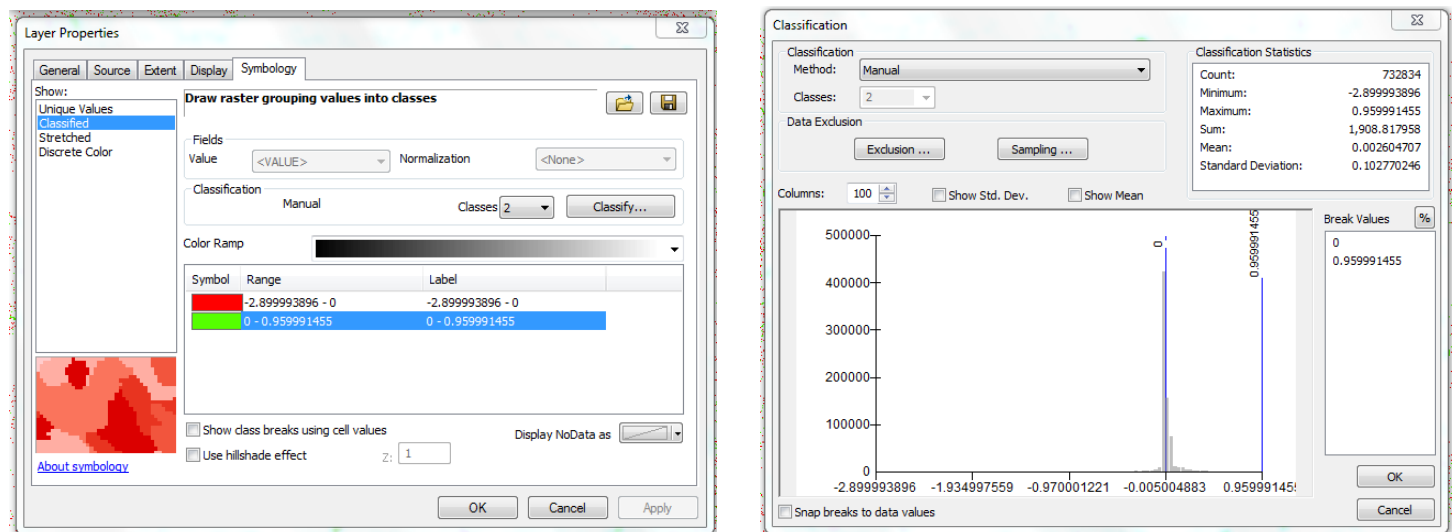 Layer Properties
General Source Extent Display Symbology
Show:
Unique Values
Classified
Stretched
Discrete Color
About symbology
Draw raster grouping values into classes
Fields
Value <VALUE> Normalization <None>
Classification
Manual Classes 2 Classify...
Color Ramp
Symbol Range Label
-2.899993896 - 0 -2.899993896 - 0
0 - 0.959991455 0 - 0.959991455
Show class breaks using cell values
Use hillshade effect Z: 1
Display NoData as
OK Cancel Apply
Classification
Classification
Method: Manual
Classes: 2
Data Exclusion
Exclusion ... Sampling ...
Classification Statistics
Count: 732834
Minimum: -2.899993896
Maximum: 0.959991455
Sum: 1,908.817958
Mean: 0.002604707
Standard Deviation: 0.102770246
Columns: 100 Show Std. Dev. Show Mean
Break Values %
0
0.959991455
0
0.959991455
500000
400000
300000
200000
100000
0
-2.899993896 -1.934997559 -0.970001221 -0.005004883 0.959991455
Snap breaks to data values
OK
Cancel